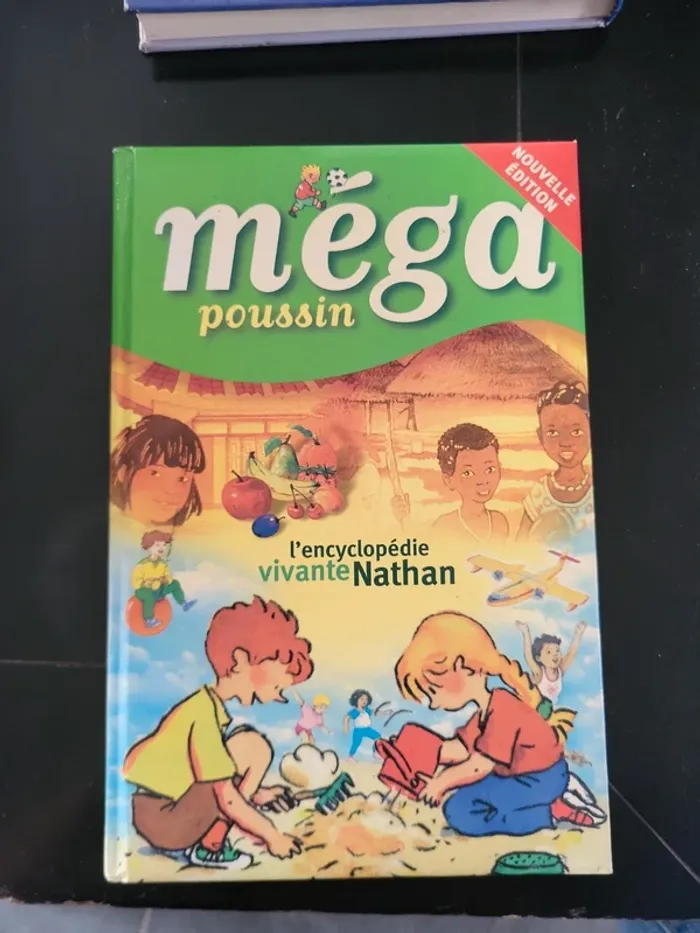 NOUVELLE
ÉDITION
méga
poussin
l'encyclopédie
vivante Nathan